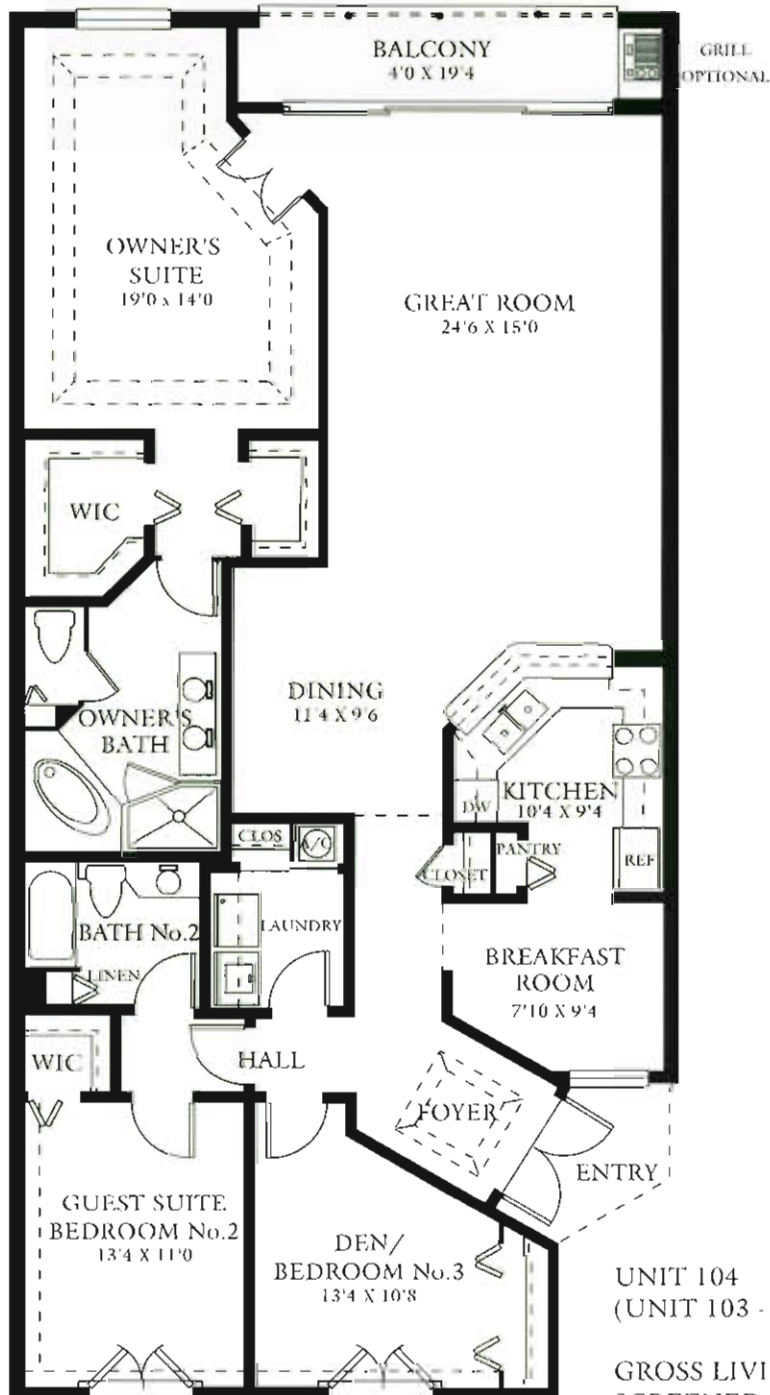 BALCONY
4'0 X 19'4
GRILL
OPTIONAL
OWNER'S
SUITE
19'0 x 14'0
GREAT ROOM
24'6 X 15'0
WIC
DINING
11'4 X 9'6
OWNER'S
BATH
KITCHEN
10'4 X 9'4
DW
CLOS
A/C
PANTRY
CLOSET
REF
BATH No.2
LAUNDRY
LINEN
BREAKFAST
ROOM
7'10 X 9'4
WIC
HALL
FOYER
ENTRY
GUEST SUITE
BEDROOM No.2
13'4 X 11'0
DEN/
BEDROOM No.3
13'4 X 10'8
UNIT 104
(UNIT 103 -
GROSS LIVI